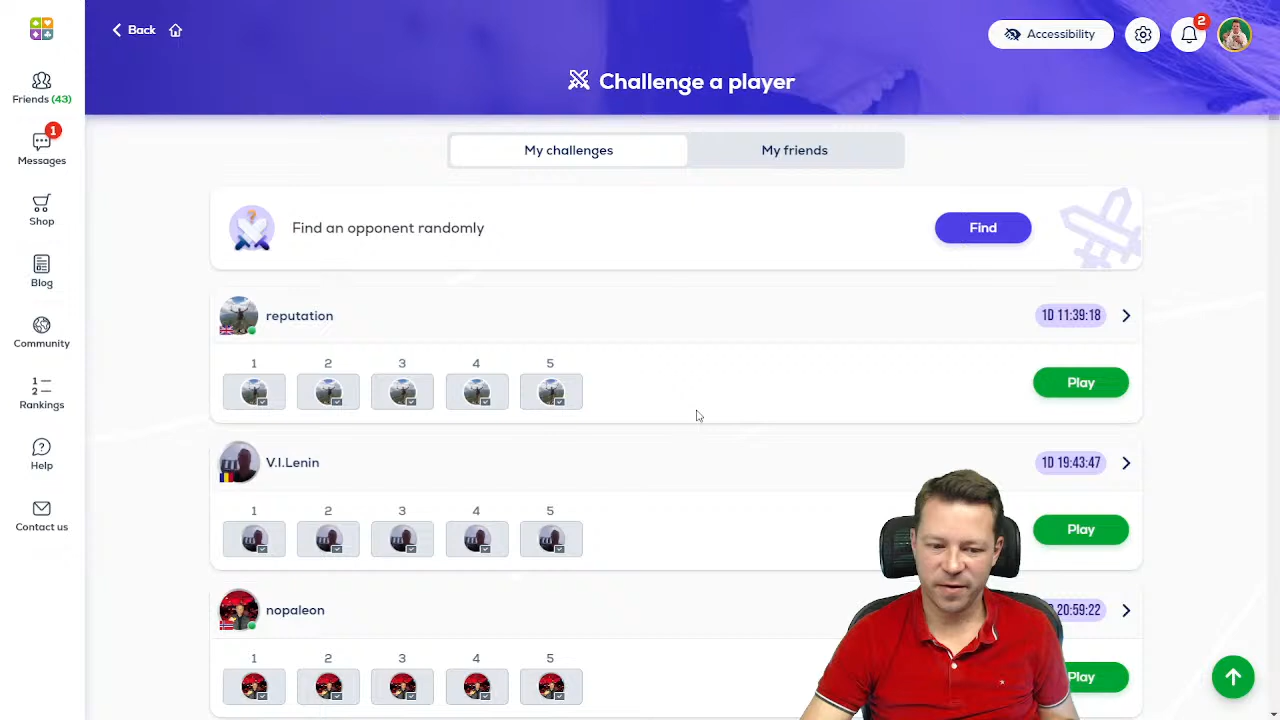 Back
Accessibility
2
Challenge a player
Friends (43)
1
Messages
Shop
Blog
Community
1
2
Rankings
Help
Contact us
My challenges
My friends
Find an opponent randomly
Find
reputation
1D 11:39:18
1 2 3 4 5
Play
V.I.Lenin
1D 19:43:47
1 2 3 4 5
Play
nopaleon
20:59:22
1 2 3 4 5
Play